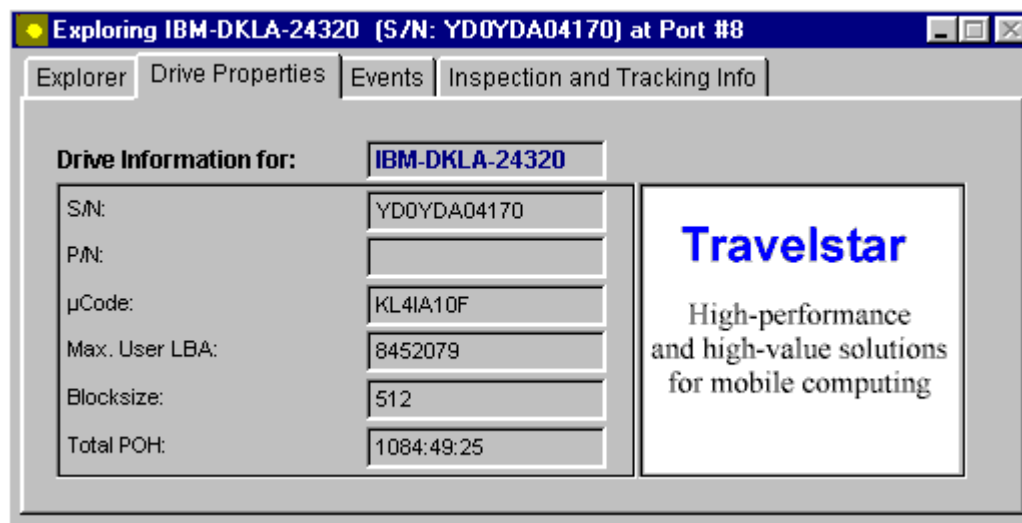 Exploring IBM-DKLA-24320 (S/N: YD0YDA04170) at Port #8
Explorer Drive Properties Events Inspection and Tracking Info
Drive Information for: IBM-DKLA-24320
S/N: YD0YDA04170
P/N:
µCode: KL4IA10F
Max. User LBA: 8452079
Blocksize: 512
Total POH: 1084:49:25
Travelstar
High-performance
and high-value solutions
for mobile computing